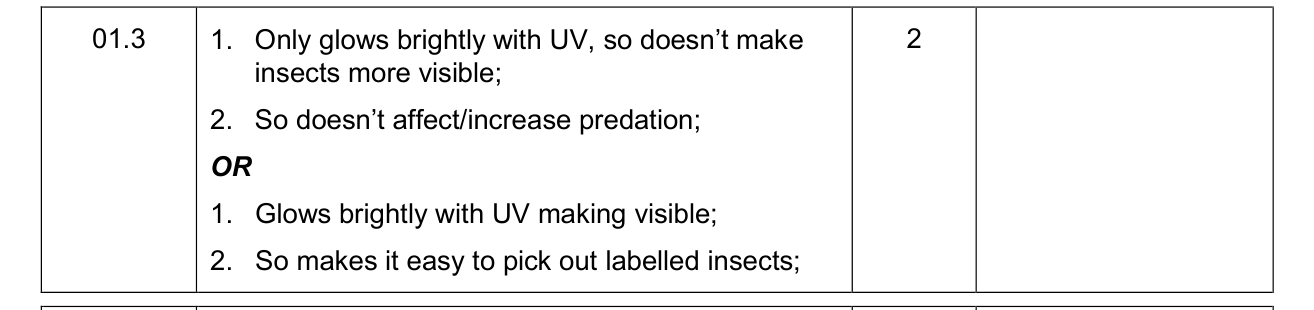 01.3
1. Only glows brightly with UV, so doesn’t make
insects more visible;
2. So doesn’t affect/increase predation;
OR
1. Glows brightly with UV making visible;
2. So makes it easy to pick out labelled insects;
2